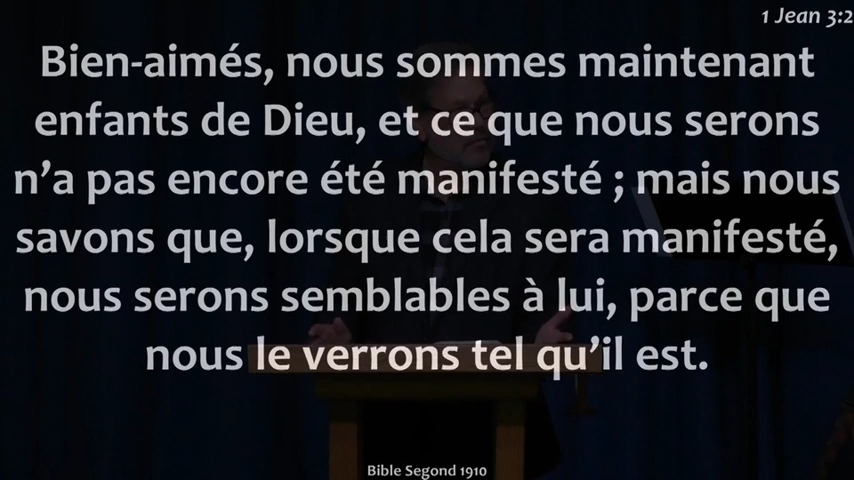 1 Jean 3:2
Bien-aimés, nous sommes maintenant
enfants de Dieu, et ce que nous serons
n’a pas encore été manifesté ; mais nous
savons que, lorsque cela sera manifesté,
nous serons semblables à lui, parce que
nous le verrons tel qu’il est.
Bible Segond 1910